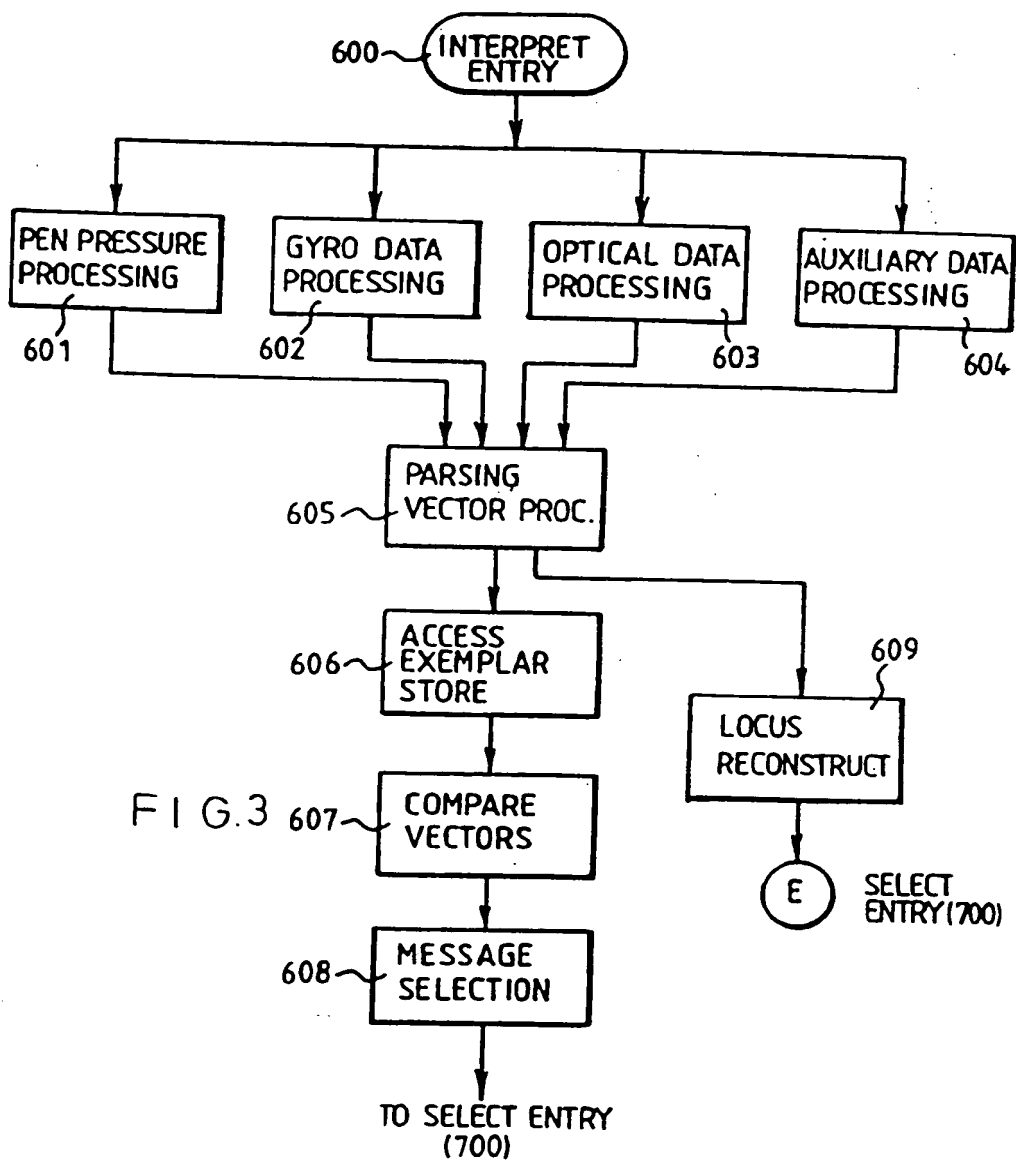 600
INTERPRET
ENTRY
PEN PRESSURE
PROCESSING
601
GYRO DATA
PROCESSING
602
OPTICAL DATA
PROCESSING
603
AUXILIARY DATA
PROCESSING
604
PARSING
VECTOR PROC.
605
ACCESS
EXEMPLAR
STORE
606
609
LOCUS
RECONSTRUCT
FIG.3
607
COMPARE
VECTORS
E
SELECT
ENTRY(700)
608
MESSAGE
SELECTION
TO SELECT ENTRY
(700)